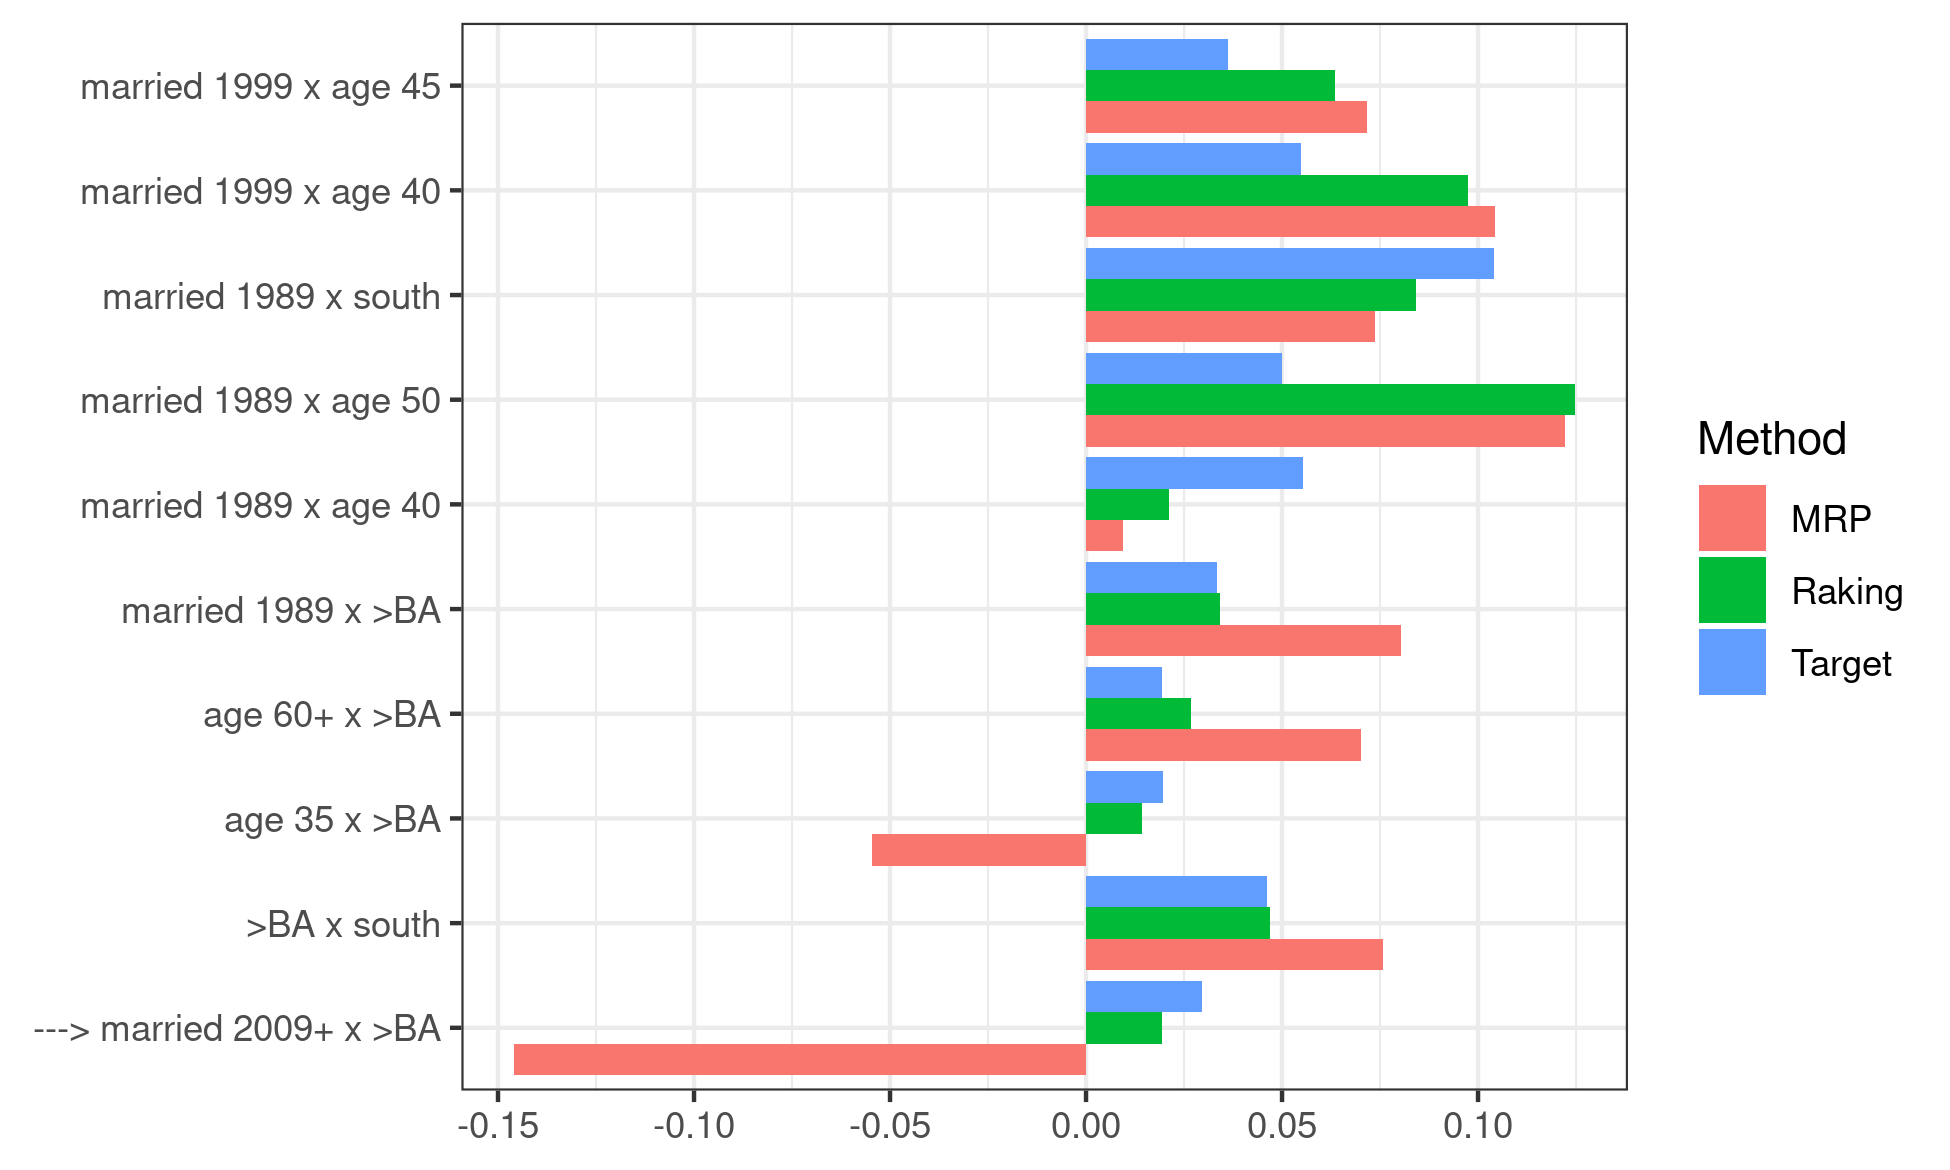 married 1999 x age 45
married 1999 x age 40
married 1989 x south
married 1989 x age 50
married 1989 x age 40
married 1989 x >BA
age 60+ x >BA
age 35 x >BA
>BA x south
---> married 2009+ x >BA
-0.15 -0.10 -0.05 0.00 0.05 0.10
Method
MRP
Raking
Target